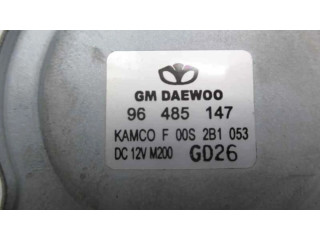 GM DAEWOO
96 485 147
KAMCO F 00S 2B1 053
DC 12V M200 GD26